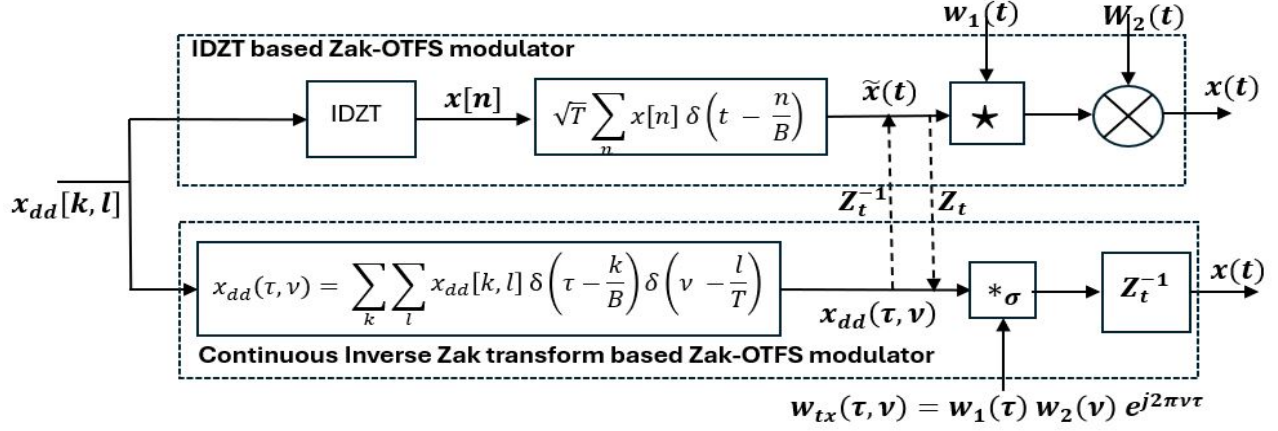 w₁(t) W₂(t)
IDZT based Zak-OTFS modulator
IDZT
x[n]
√T ∑ₙ x[n] δ(t − n/B)
x̃(t)
★
x(t)
x_dd[k, l]
Z_t^{-1}
Z_t
x_dd(τ, ν) = ∑ₖ ∑ₗ x_dd[k, l] δ(τ − k/B) δ(ν − l/T)
x_dd(τ, ν)
*_σ
Z_t^{-1}
x(t)
Continuous Inverse Zak transform based Zak-OTFS modulator
w_tx(τ, ν) = w₁(τ) w₂(ν) e^{j2πντ}